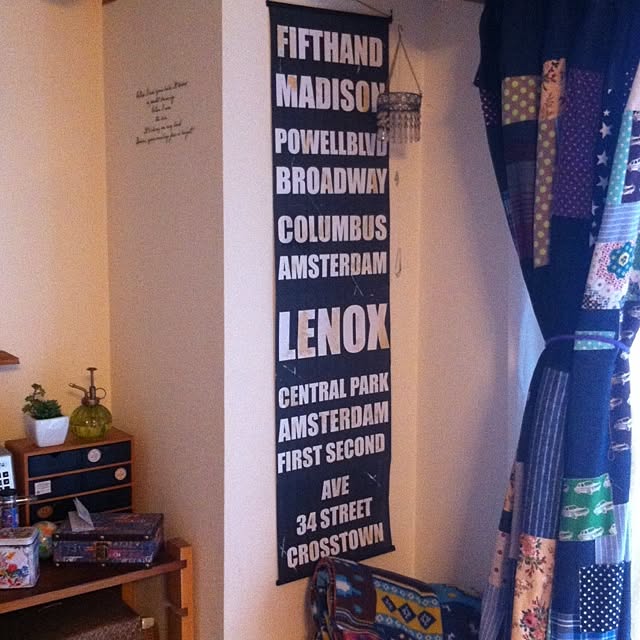 FIFTHAND
MADISON
POWELLBLVD
BROADWAY
COLUMBUS
AMSTERDAM
LENOX
CENTRAL PARK
AMSTERDAM
FIRST SECOND
AVE
34 STREET
CROSSTOWN